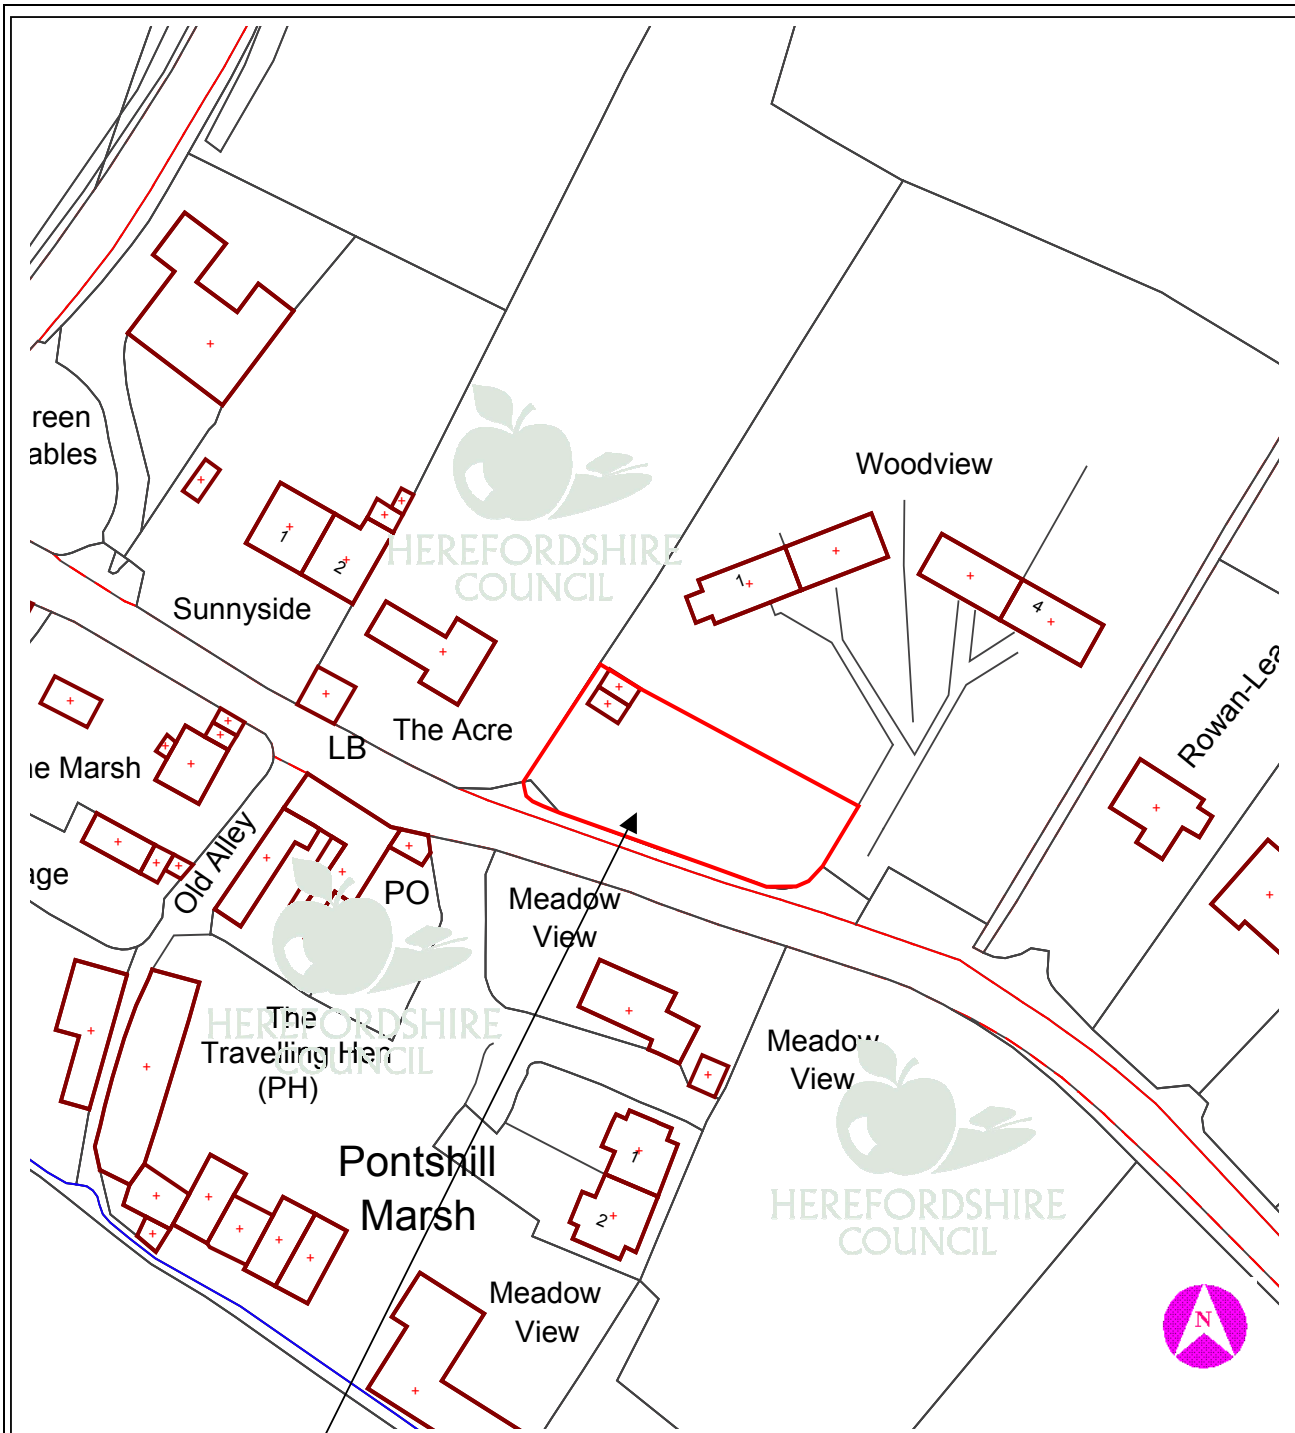 reen
ables
Woodview
HEREFORDSHIRE
COUNCIL
1
2
1
4
Sunnyside
Rowan-Lea
The Acre
LB
ne Marsh
Old Alley
age
PO
Meadow
View
The
Travelling Hen
(PH)
HEREFORDSHIRE
COUNCIL
Meadow
View
1
2
Pontshill
Marsh
HEREFORDSHIRE
COUNCIL
Meadow
View
N